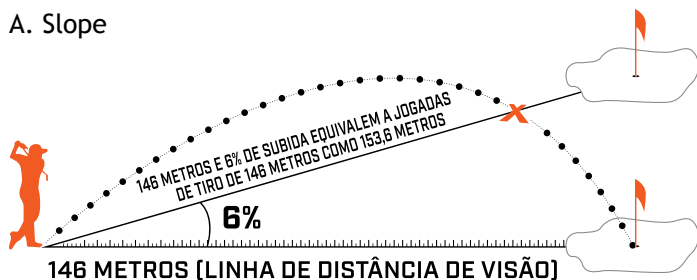 A. Slope
146 METROS E 6% DE SUBIDA EQUIVALEM A JOGADAS
DE TIRO DE 146 METROS COMO 153,6 METROS
6%
146 METROS (LINHA DE DISTÂNCIA DE VISÃO)